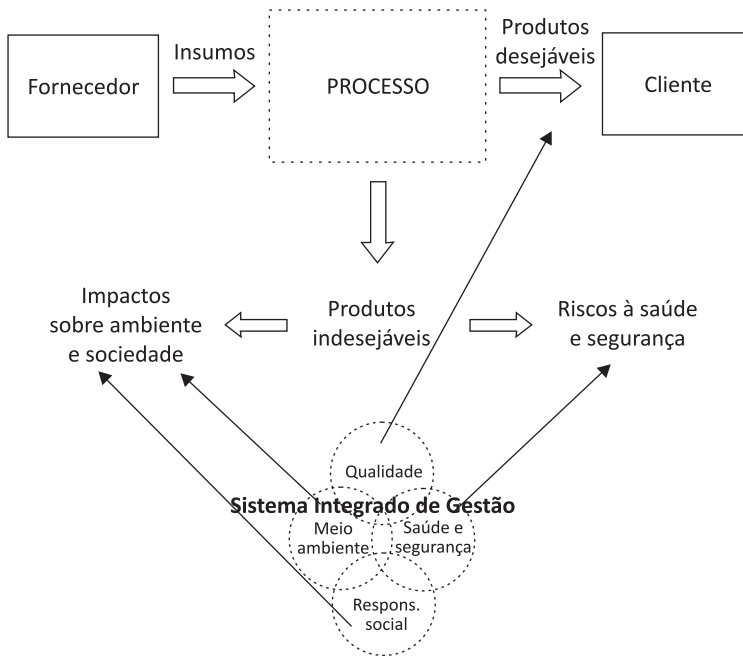 Fornecedor
Insumos
PROCESSO
Produtos
desejáveis
Cliente
Impactos
sobre ambiente
e sociedade
Produtos
indesejáveis
Riscos à saúde
e segurança
Qualidade
Sistema Integrado de Gestão
Meio
ambiente
Saúde e
segurança
Respons.
social